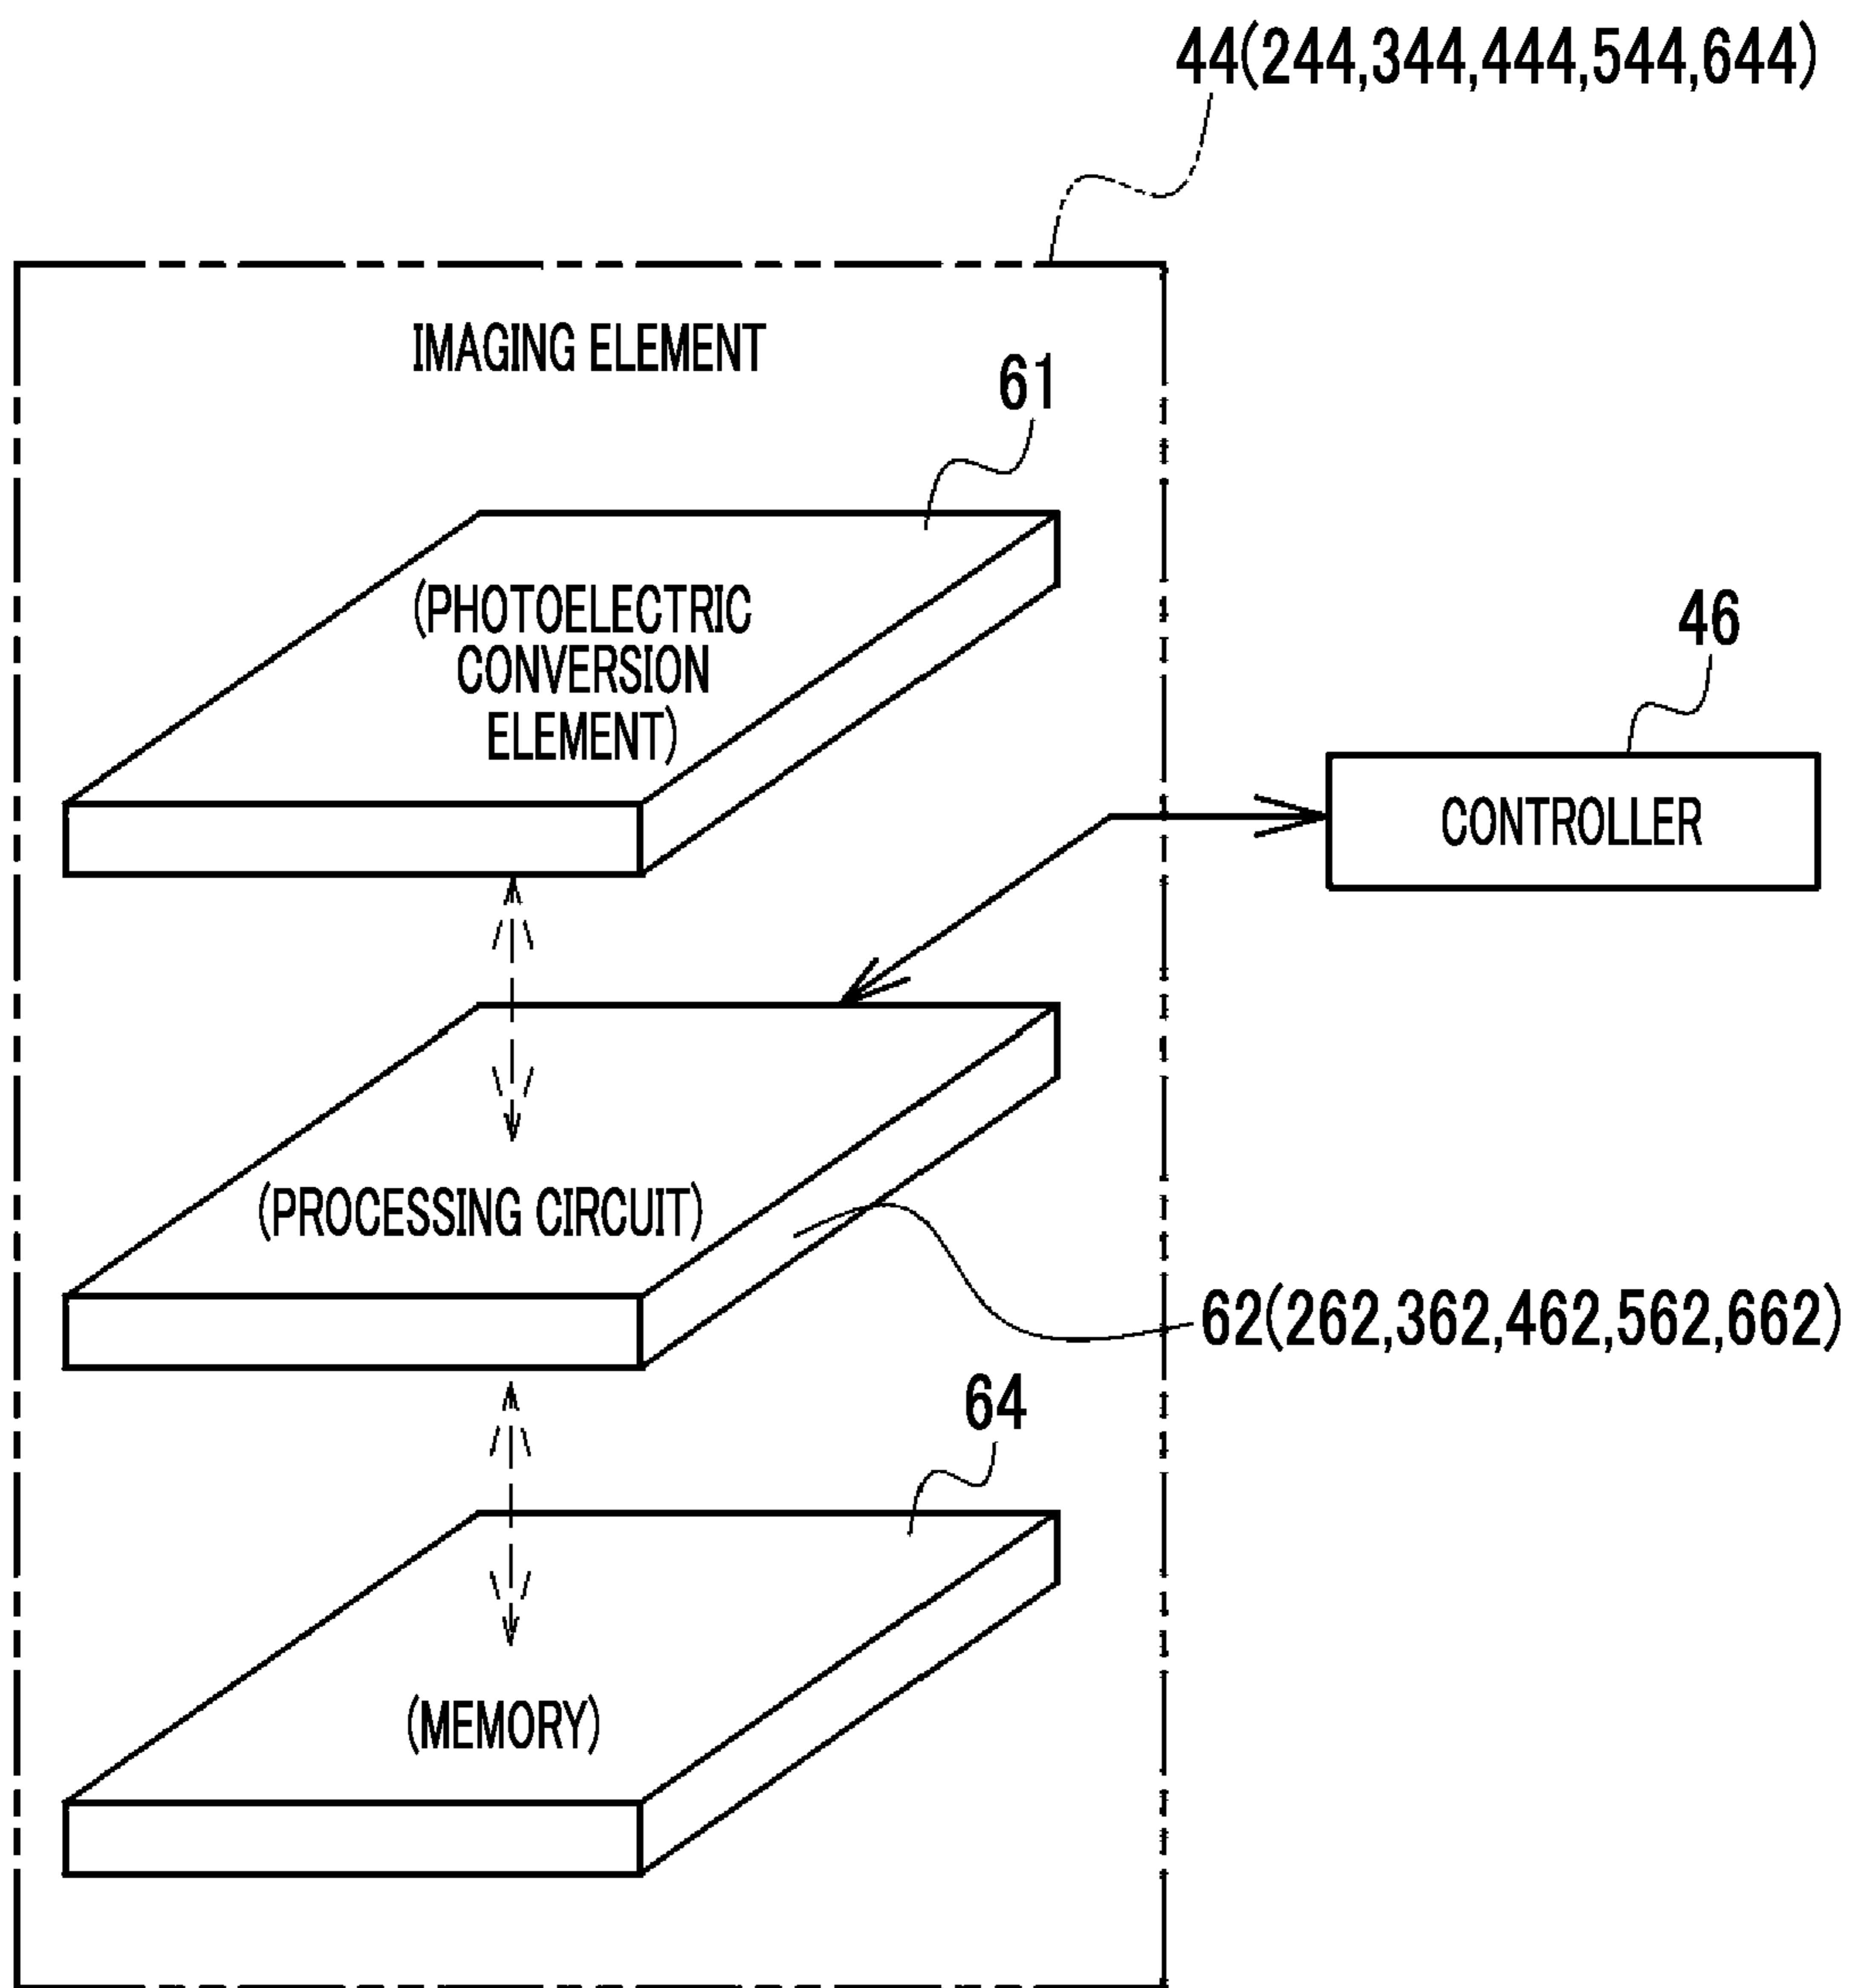 44(244,344,444,544,644)
IMAGING ELEMENT
61
(PHOTOELECTRIC
CONVERSION
ELEMENT)
46
CONTROLLER
(PROCESSING CIRCUIT)
62(262,362,462,562,662)
64
(MEMORY)